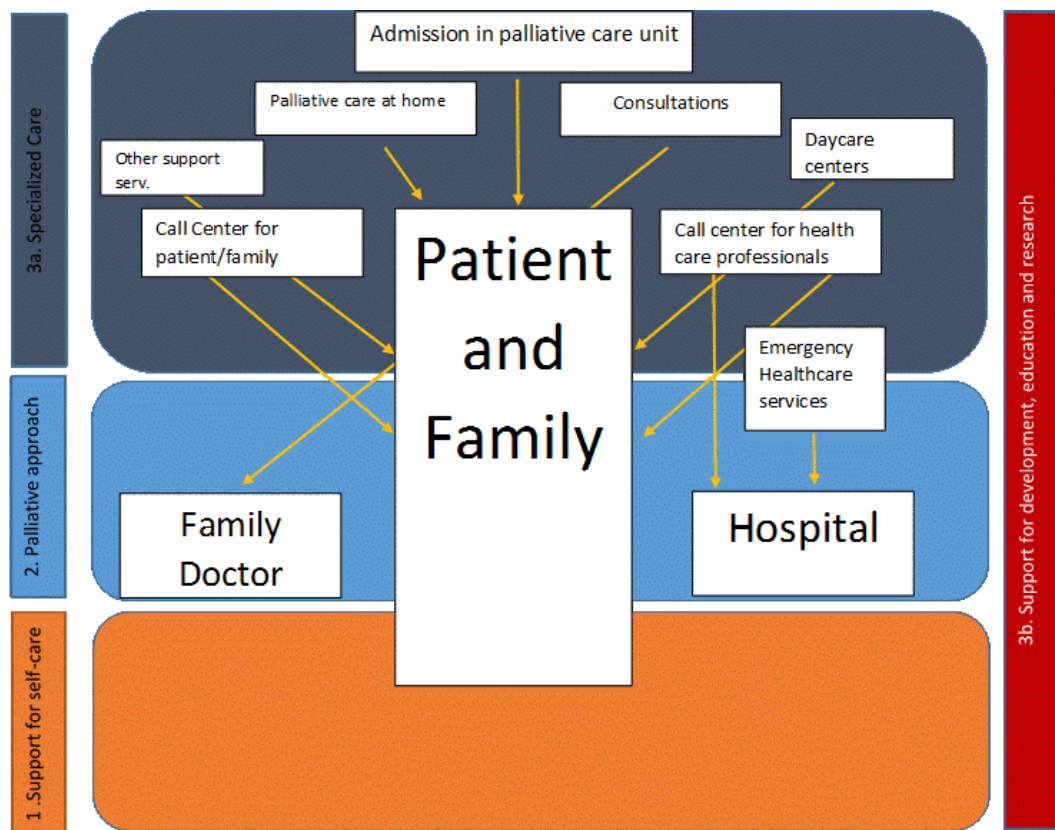 Admission in palliative care unit
Palliative care at home
Consultations
Other support
serv.
Daycare
centers
Call Center for
patient/family
Call center for health
care professionals
Patient
and
Family
Emergency
Healthcare
services
Family
Doctor
Hospital
3a. Specialized Care
2. Palliative approach
1 .Support for self-care
3b. Support for development, education and research